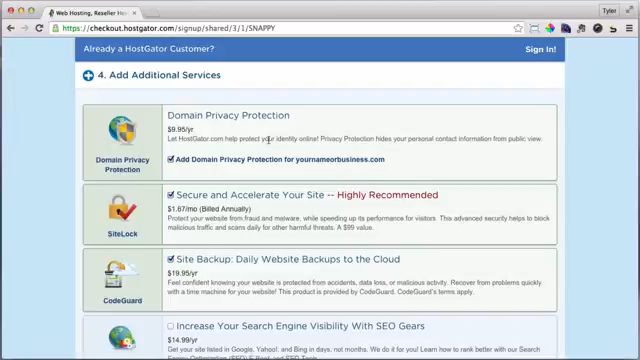 Web Hosting, Reseller Ho
Tyler
https://checkout.hostgator.com/signup/shared/3/1/SNAPPY
Already a HostGator Customer?
Sign In!
4. Add Additional Services
Domain Privacy Protection
$9.95/yr
Let HostGator.com help protect your identity online! Privacy Protection hides your personal contact information from public view.
Add Domain Privacy Protection for yournameorbusiness.com
Domain Privacy
Protection
Secure and Accelerate Your Site -- Highly Recommended
$1.67/mo (Billed Annually)
Protect your website from fraud and malware, while speeding up its performance for visitors. This advanced security helps to block
malicious traffic and scans daily for other harmful threats. A $99 value.
SiteLock
Site Backup: Daily Website Backups to the Cloud
$19.95/yr
Feel confident knowing your website is protected from accidents, data loss, or malicious activity. Recover from problems quickly
with a time machine for your website! This product is provided by CodeGuard. CodeGuard's terms apply.
CodeGuard
Increase Your Search Engine Visibility With SEO Gears
$14.99/yr
Get your site listed in Google, Yahoo!, and Bing in days, not months. We do it for you! Learn how to rank better with our Search